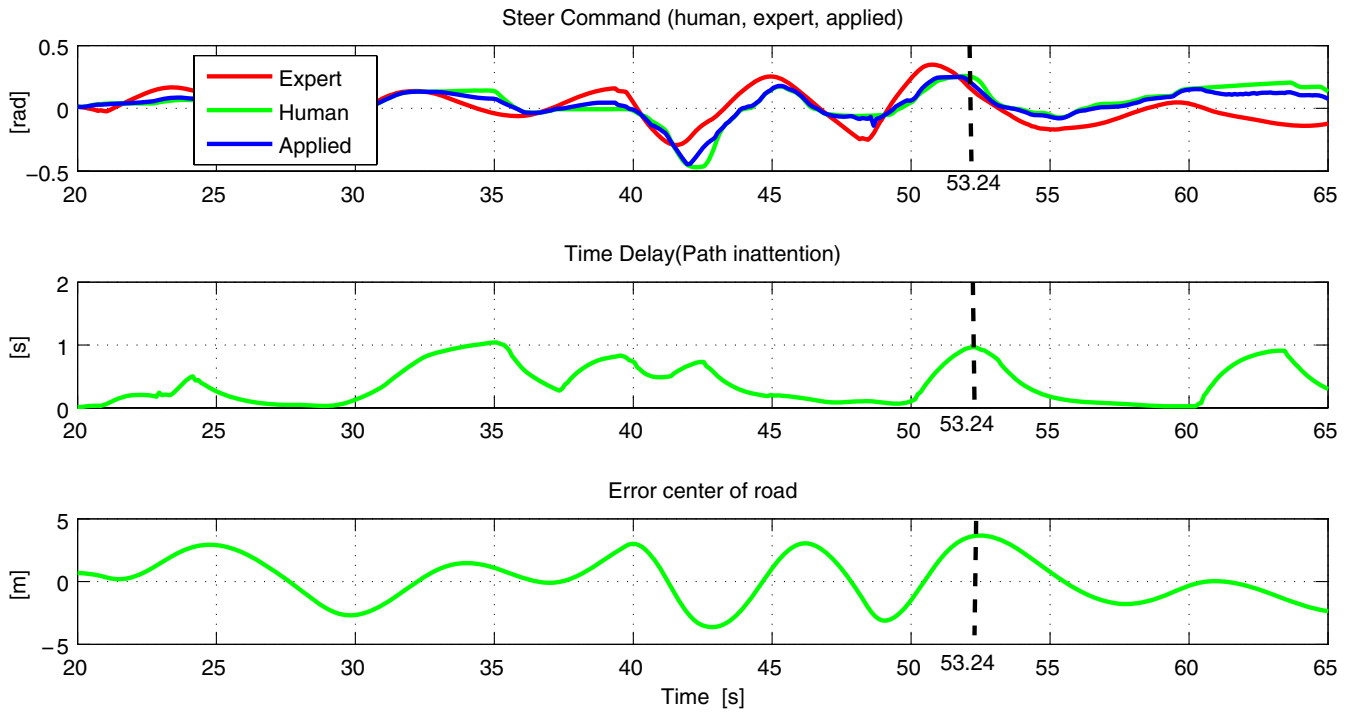 Steer Command (human, expert, applied)
0.5
0
−0.5
[rad]
Expert
Human
Applied
53.24
20 25 30 35 40 45 50 55 60 65
Time Delay(Path inattention)
2
1
0
[s]
53.24
20 25 30 35 40 45 50 55 60 65
Error center of road
5
0
−5
[m]
53.24
20 25 30 35 40 45 50 55 60 65
Time [s]